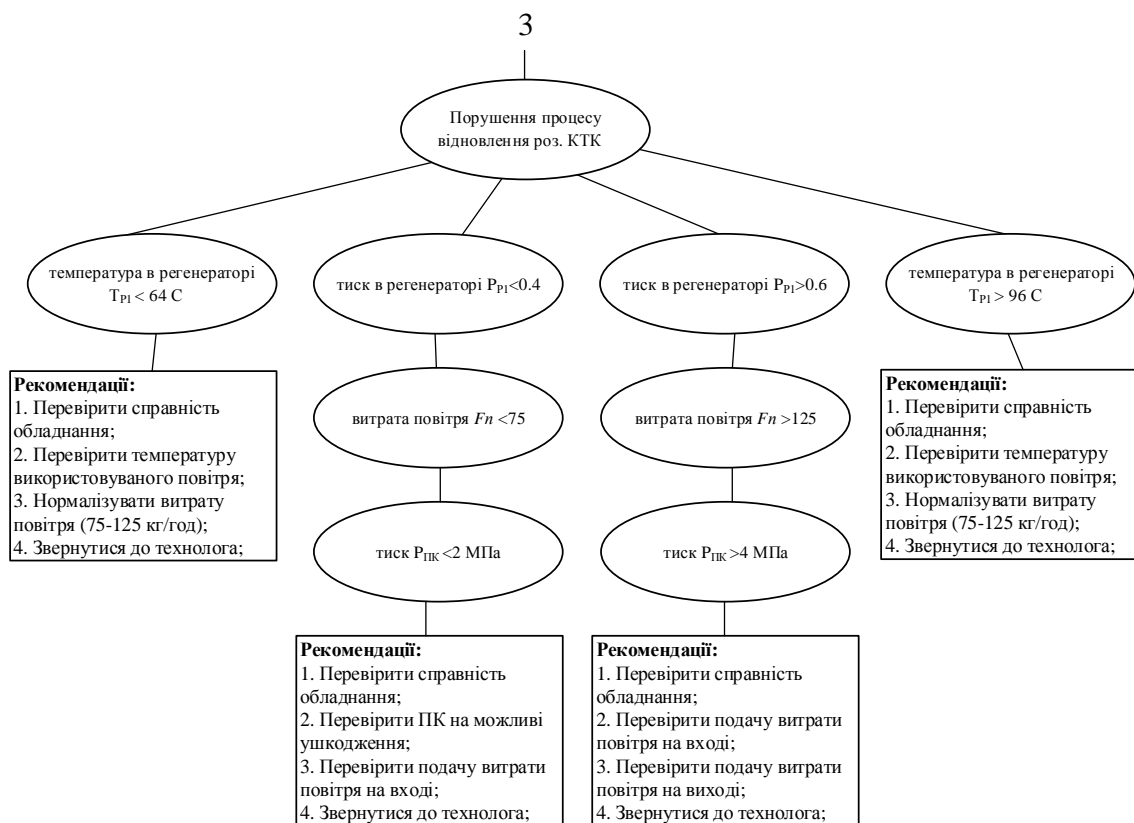 3
Порушення процесу
відновлення роз. КТК
температура в регенераторі
T_P1 < 64 С
тиск в регенераторі P_P1<0.4
тиск в регенераторі P_P1>0.6
температура в регенераторі
T_P1 > 96 С
Рекомендації:
1. Перевірити справність
обладнання;
2. Перевірити температуру
використовуваного повітря;
3. Нормалізувати витрату
повітря (75-125 кг/год);
4. Звернутися до технолога;
витрата повітря Fn <75
витрата повітря Fn >125
Рекомендації:
1. Перевірити справність
обладнання;
2. Перевірити температуру
використовуваного повітря;
3. Нормалізувати витрату
повітря (75-125 кг/год);
4. Звернутися до технолога;
тиск P_ПК <2 МПа
тиск P_ПК >4 МПа
Рекомендації:
1. Перевірити справність
обладнання;
2. Перевірити ПК на можливі
ушкодження;
3. Перевірити подачу витрати
повітря на вході;
4. Звернутися до технолога;
Рекомендації:
1. Перевірити справність
обладнання;
2. Перевірити подачу витрати
повітря на вході;
3. Перевірити подачу витрати
повітря на виході;
4. Звернутися до технолога;